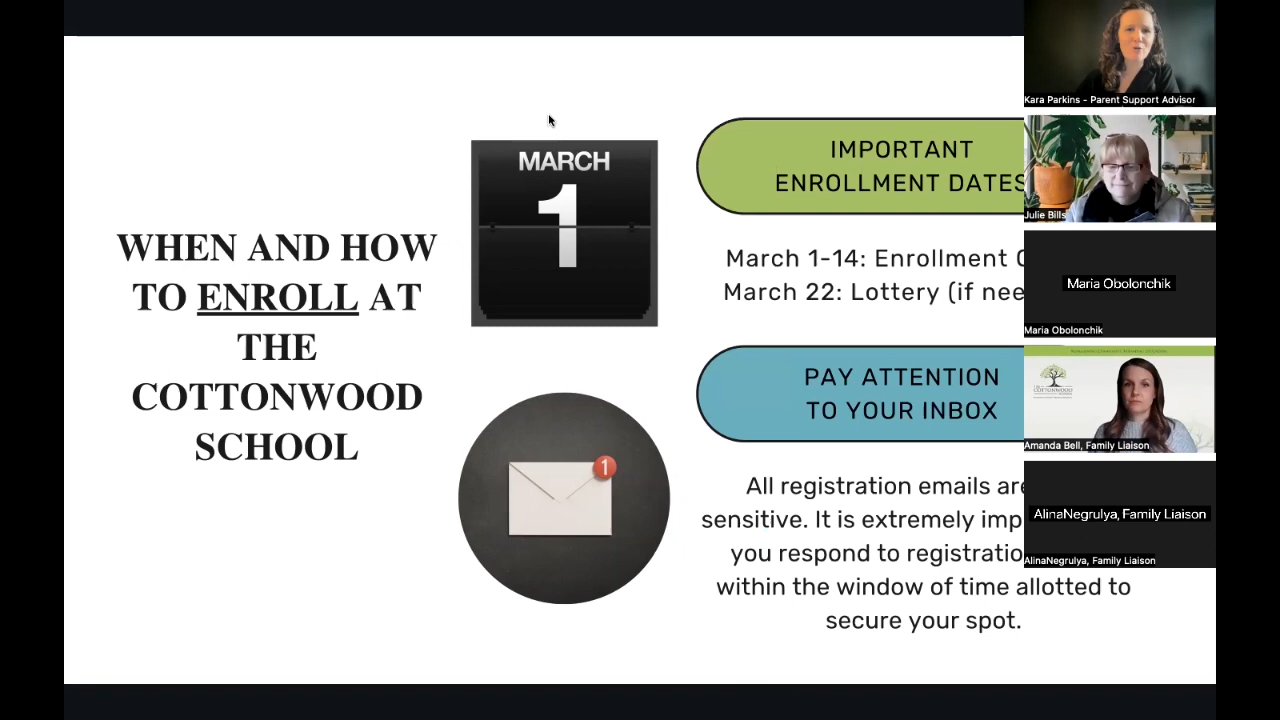 WHEN AND HOW
TO ENROLL AT
THE
COTTONWOOD
SCHOOL
MARCH
1
1
IMPORTANT
ENROLLMENT DATES
March 1-14: Enrollment
March 22: Lottery (if
PAY ATTENTION
TO YOUR INBOX
All registration emails are
sensitive. It is extremely
you respond to
within the window of time allotted to
secure your spot.
Kara Parkins - Parent Support Advisor
Julie Bills
Maria Obolonchik
Maria Obolonchik
COTTONWOOD
Amanda Bell, Family Liaison
AlinaNegrulya, Family Liaison
AlinaNegrulya, Family Liaison